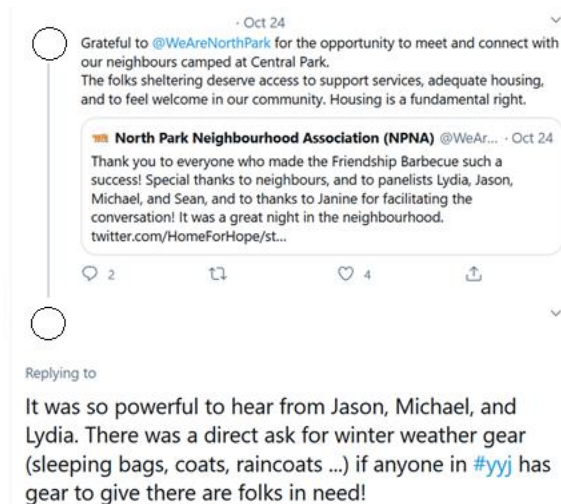 · Oct 24
Grateful to @WeAreNorthPark for the opportunity to meet and connect with
our neighbours camped at Central Park.
The folks sheltering deserve access to support services, adequate housing,
and to feel welcome in our community. Housing is a fundamental right.
North Park Neighbourhood Association (NPNA) @WeAr... · Oct 24
Thank you to everyone who made the Friendship Barbecue such a
success! Special thanks to neighbours, and to panelists Lydia, Jason,
Michael, and Sean, and to thanks to Janine for facilitating the
conversation! It was a great night in the neighbourhood.
twitter.com/HomeForHope/st...
2 4
Replying to
It was so powerful to hear from Jason, Michael, and
Lydia. There was a direct ask for winter weather gear
(sleeping bags, coats, raincoats ...) if anyone in #yyj has
gear to give there are folks in need!